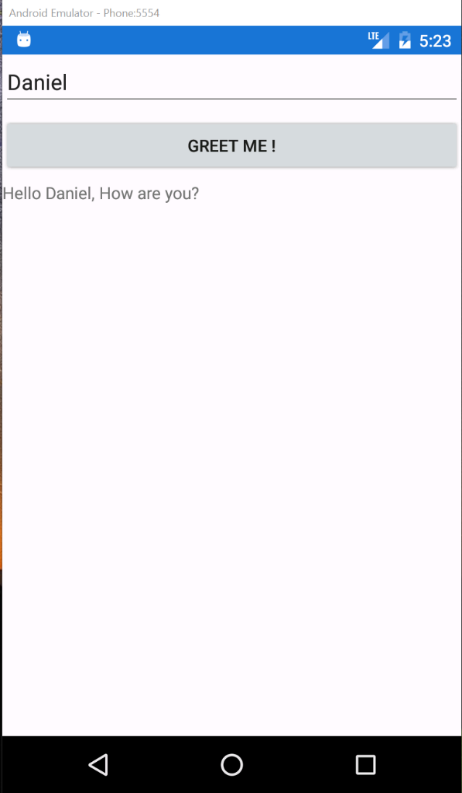 Android Emulator - Phone:5554
LTE 5:23
Daniel
GREET ME !
Hello Daniel, How are you?